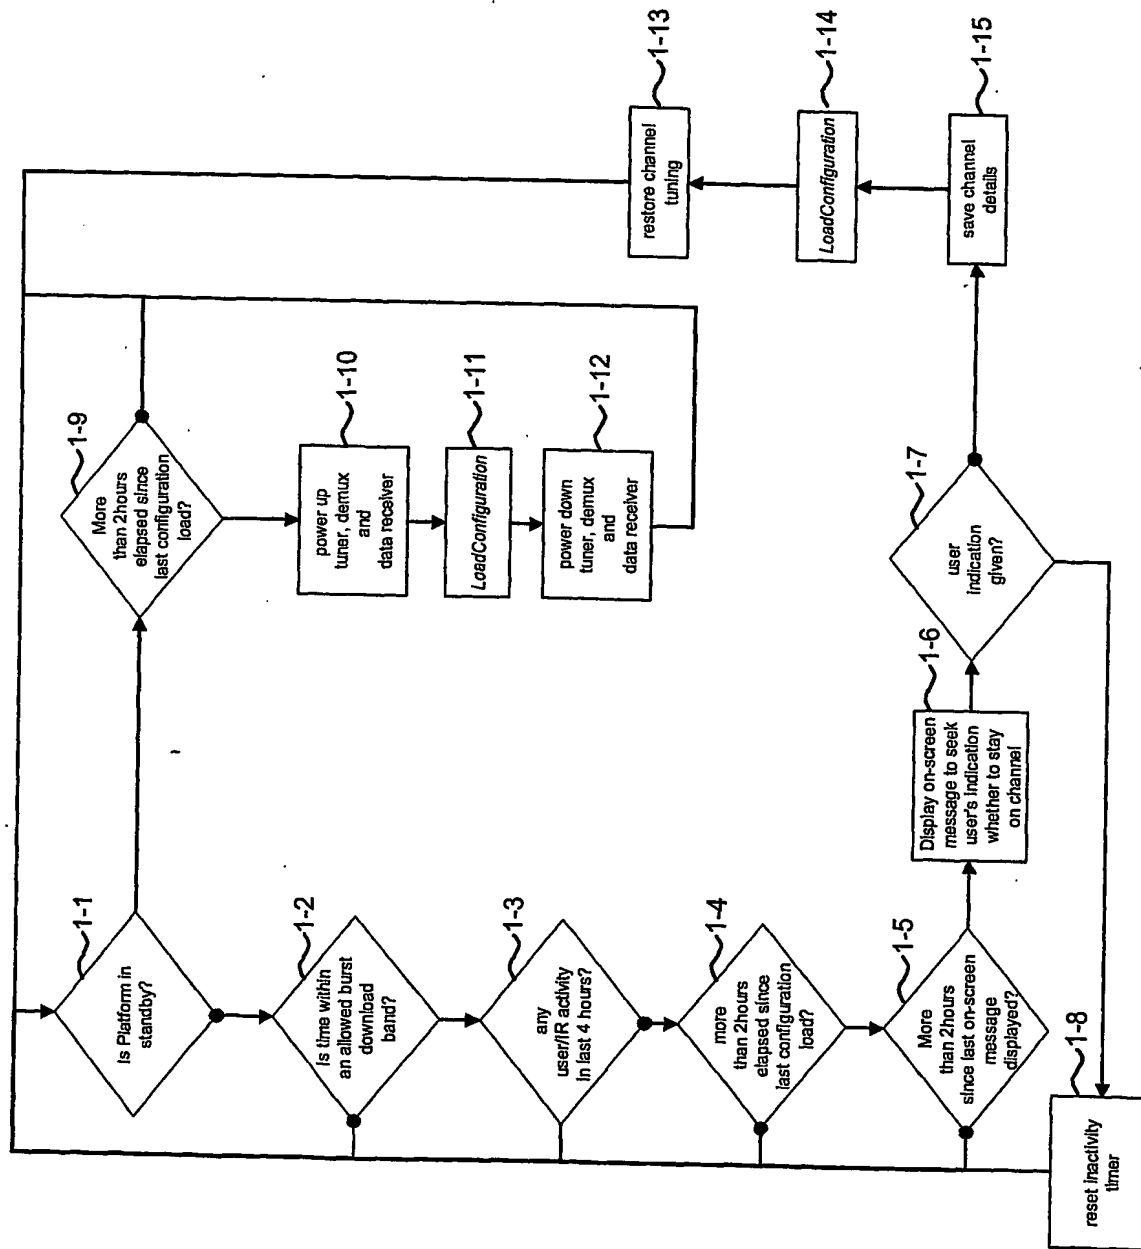 1-1
Is Platform in
standby?
1-2
Is time within
an allowed burst
download
band?
1-3
any
user/IR activity
in last 4 hours?
1-4
more
than 2hours
elapsed since
last configuration
load?
1-5
More
than 2hours
since last on-screen
message
displayed?
1-6
Display on-screen
message to seek
user's indication
whether to stay
on channel
1-7
user
indication
given?
1-8
reset inactivity
timer
1-9
More
than 2hours
elapsed since
last configuration
load?
1-10
power up
tuner, demux
and
data receiver
1-11
LoadConfiguration
1-12
power down
tuner, demux
and
data receiver
1-13
restore channel
tuning
1-14
LoadConfiguration
1-15
save channel
details